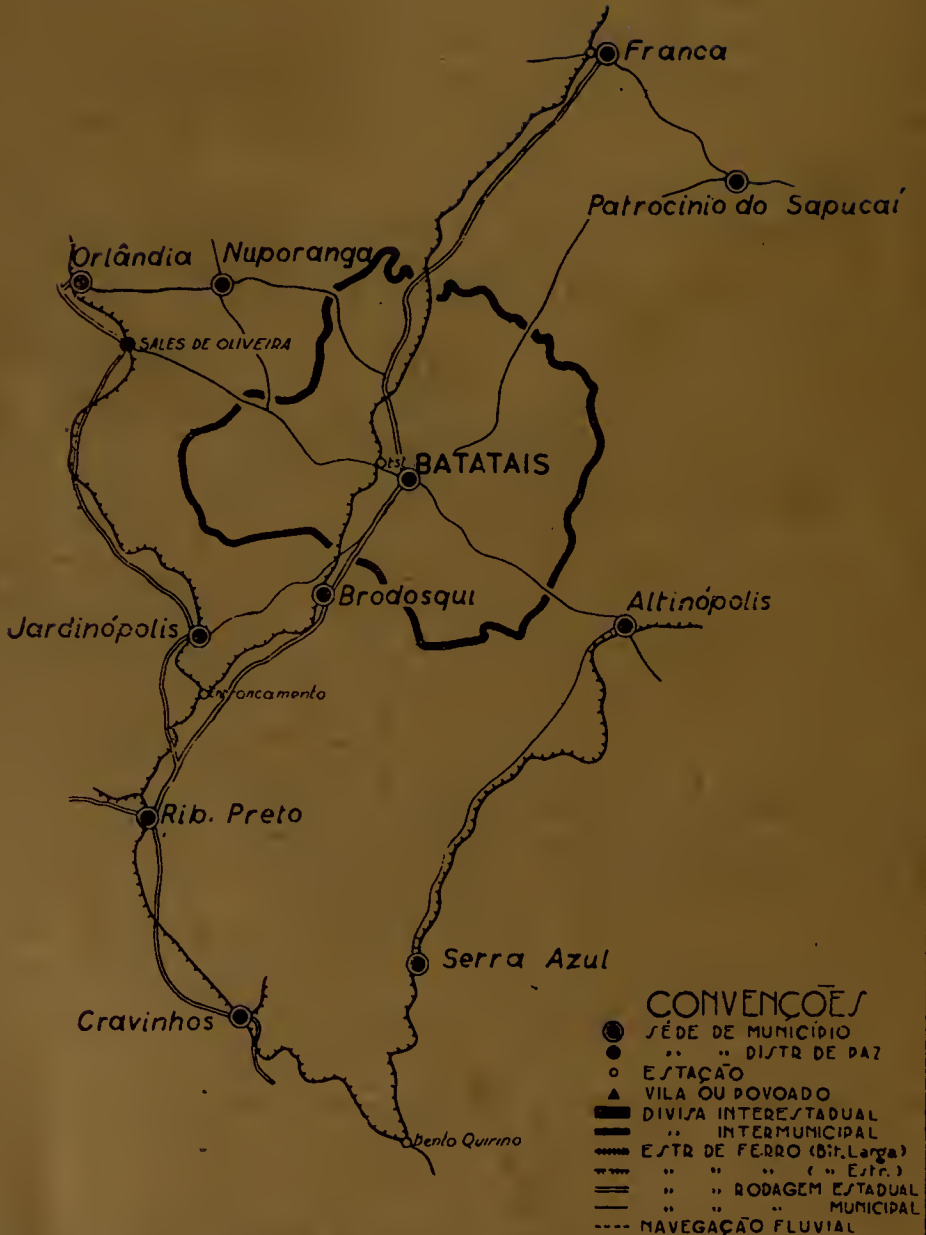 Franca
Patrocínio do Sapucaí
Orlândia
Nuporanga
SALES DE OLIVEIRA
Est.
BATATAIS
Brodosqui
Altinópolis
Jardinópolis
Entroncamento
Rib. Preto
Serra Azul
Cravinhos
Bento Quirino
CONVENÇÕES
SÉDE DE MUNICÍPIO
" " DISTR DE PAZ
ESTAÇÃO
VILA OU POVOADO
DIVISA INTERESTADUAL
" INTERMUNICIPAL
ESTR DE FERRO (Bit. Larga)
" " " ( " Estr.)
" " RODAGEM ESTADUAL
" " " MUNICIPAL
NAVEGAÇÃO FLUVIAL